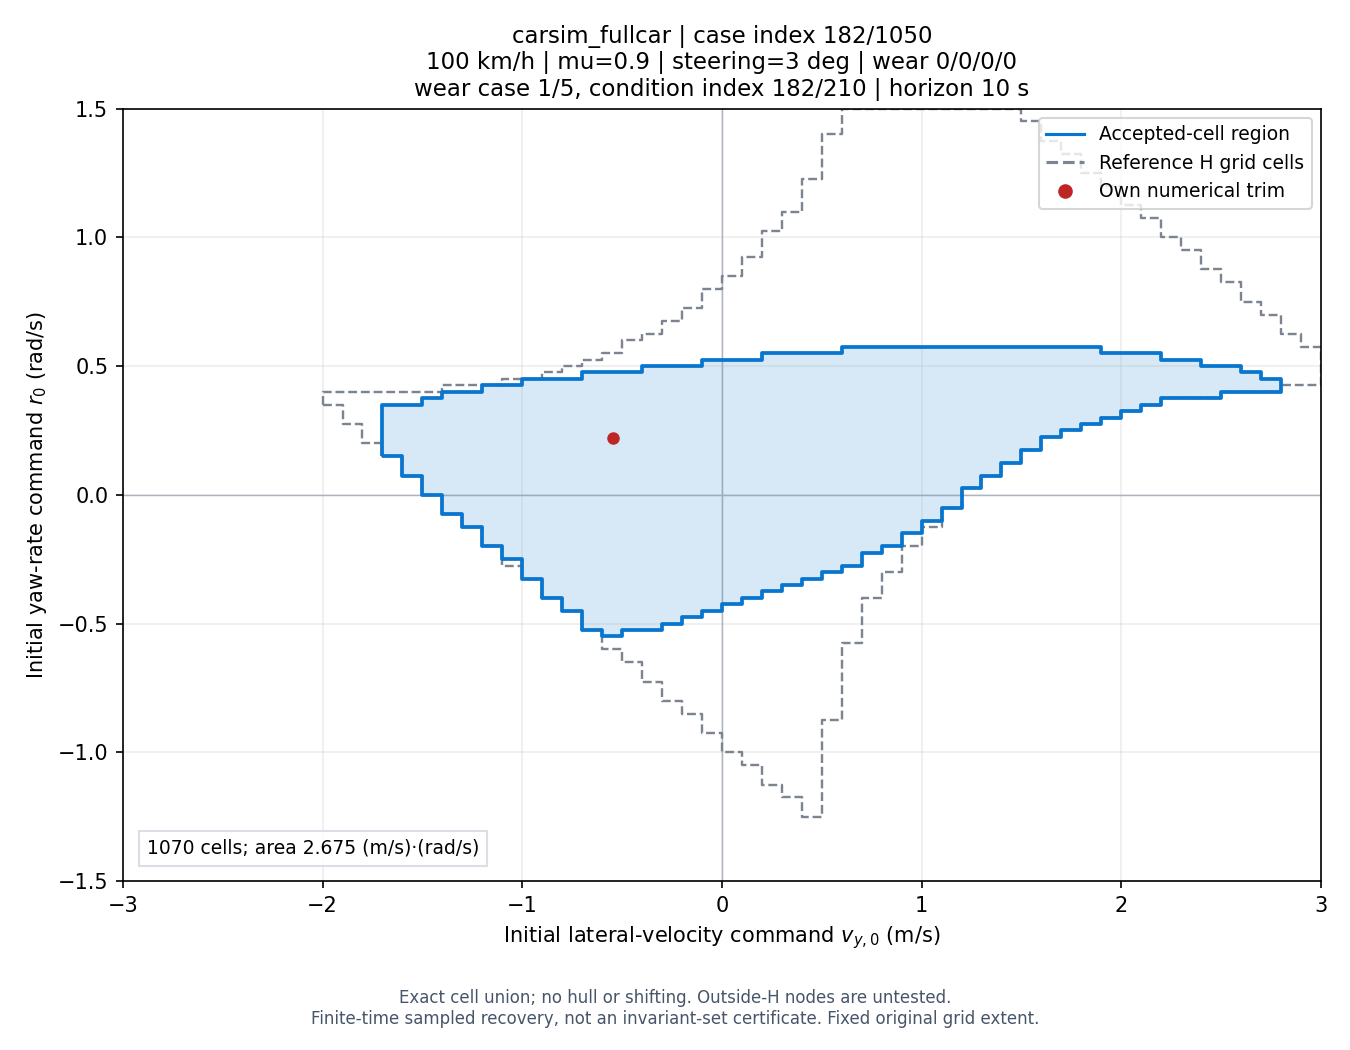 carsim_fullcar | case index 182/1050
100 km/h | mu=0.9 | steering=3 deg | wear 0/0/0/0
wear case 1/5, condition index 182/210 | horizon 10 s
1.5
1.0
0.5
0.0
−0.5
−1.0
−1.5
Initial yaw-rate command r₀ (rad/s)
Accepted-cell region
Reference H grid cells
Own numerical trim
1070 cells; area 2.675 (m/s)·(rad/s)
−3 −2 −1 0 1 2 3
Initial lateral-velocity command v_{y,0} (m/s)
Exact cell union; no hull or shifting. Outside-H nodes are untested.
Finite-time sampled recovery, not an invariant-set certificate. Fixed original grid extent.